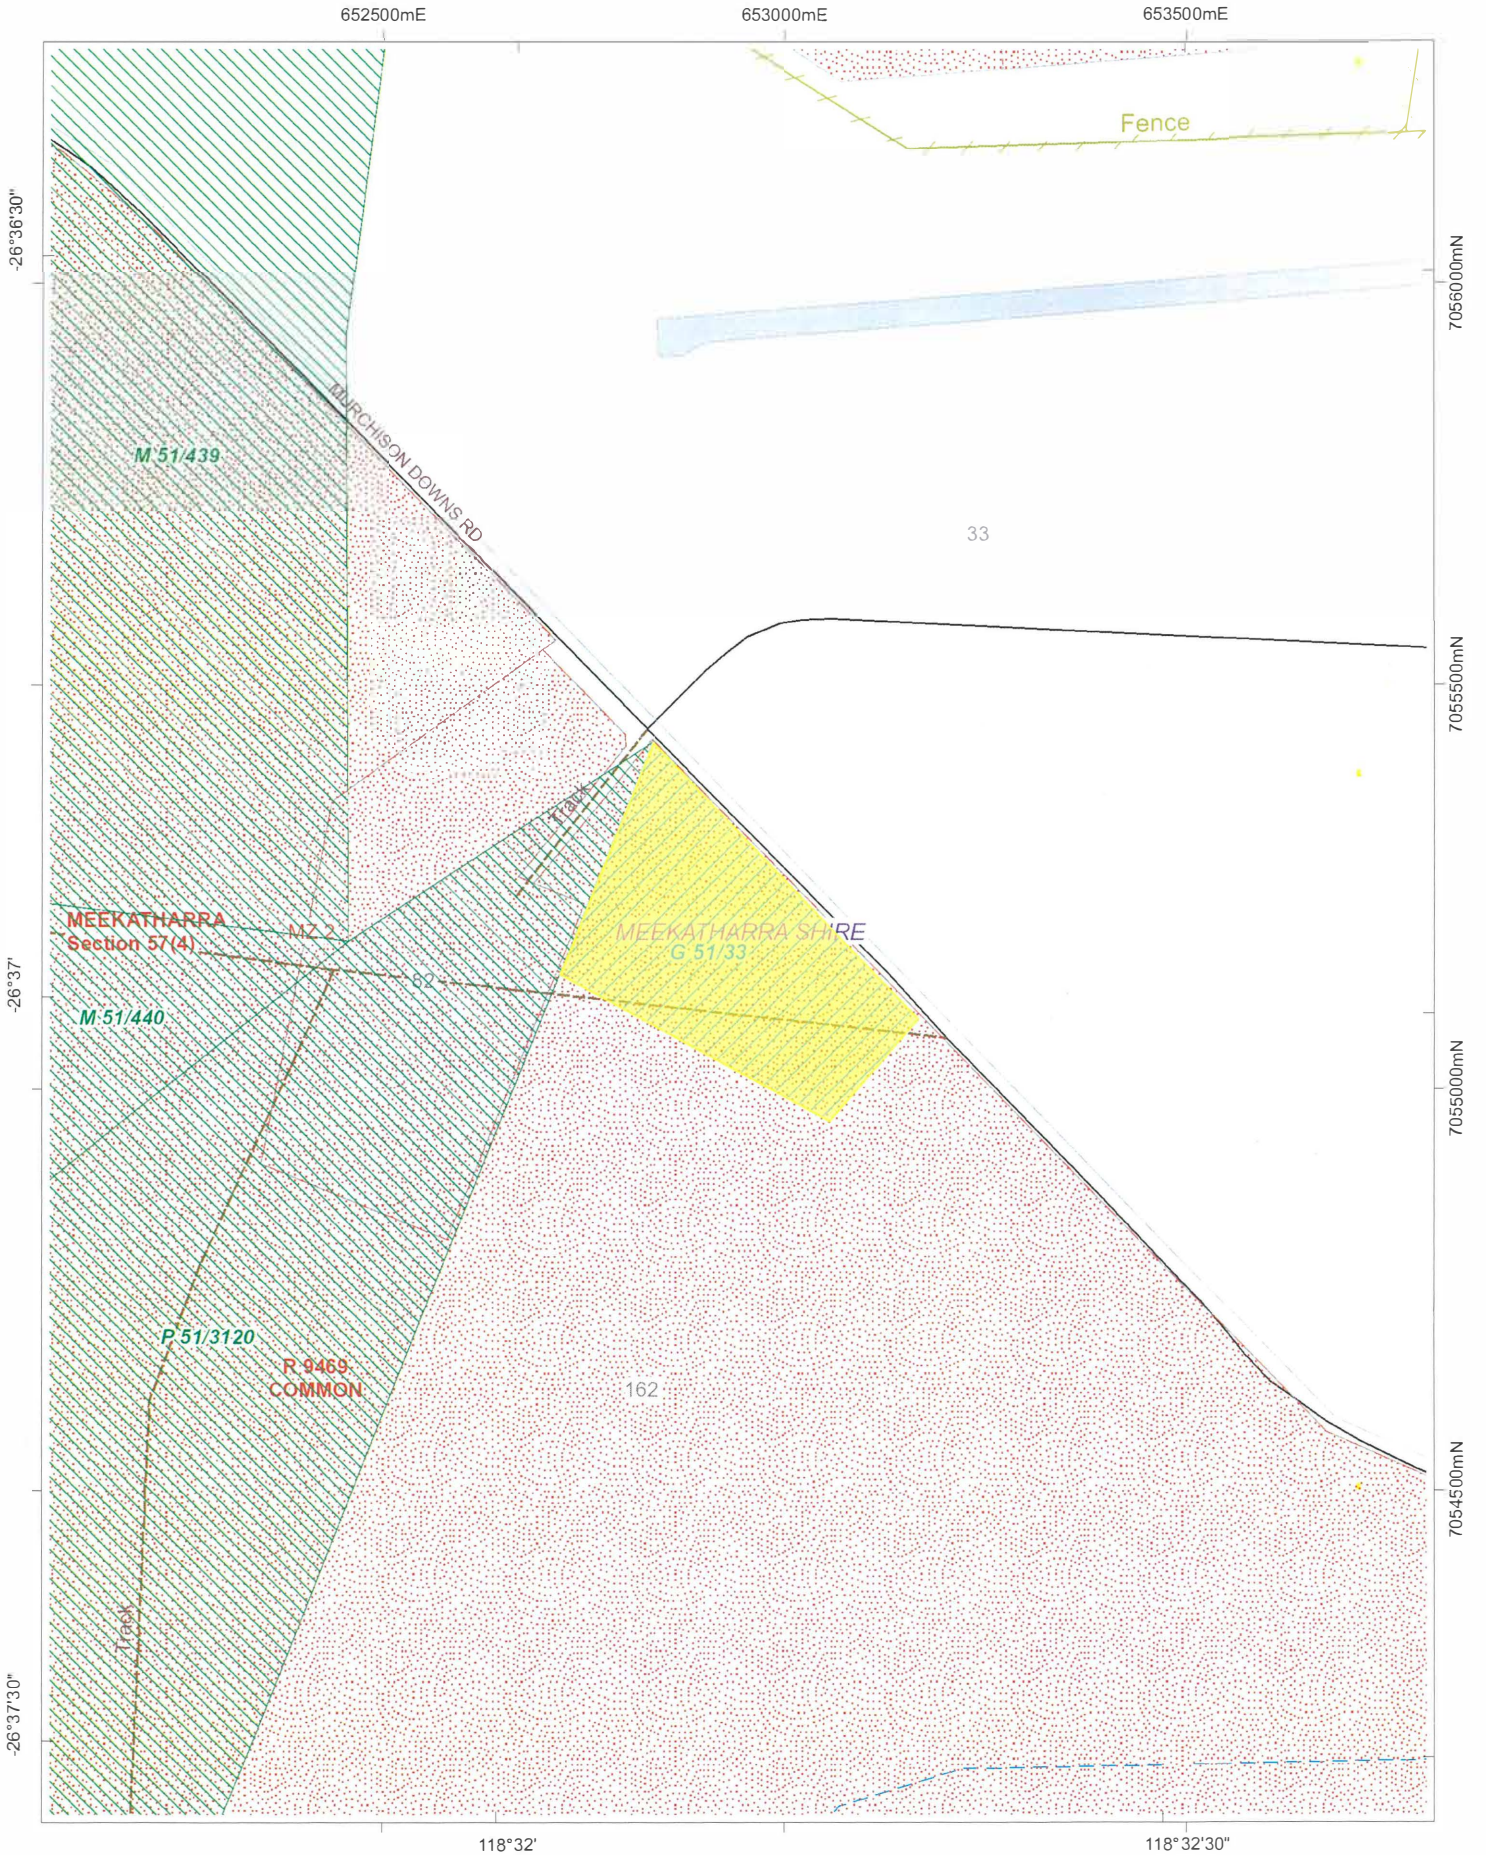 652500mE
653000mE
653500mE
Fence
-26°36'30"
7056000mN
MURCHISON DOWNS RD
M 51/439
33
7055500mN
Track
MEEKATHARRA
Section 57(4)
MZ 2
MEEKATHARRA SHIRE
G 51/33
62
-26°37'
M 51/440
7055000mN
P 51/3120
R 9469
COMMON
162
7054500mN
Track
-26°37'30"
118°32'
118°32'30"